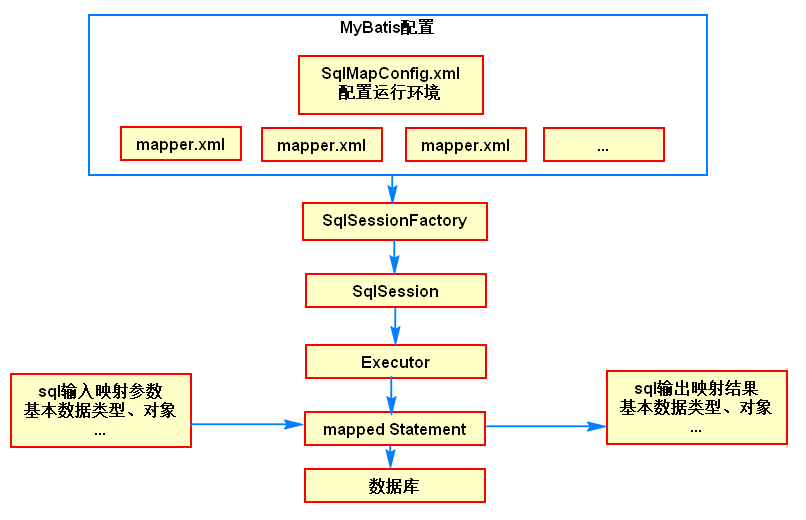 MyBatis配置
SqlMapConfig.xml
配置运行环境
mapper.xml
mapper.xml
mapper.xml
...
SqlSessionFactory
SqlSession
Executor
sql输入映射参数
基本数据类型、对象
...
mapped Statement
sql输出映射结果
基本数据类型、对象
...
数据库